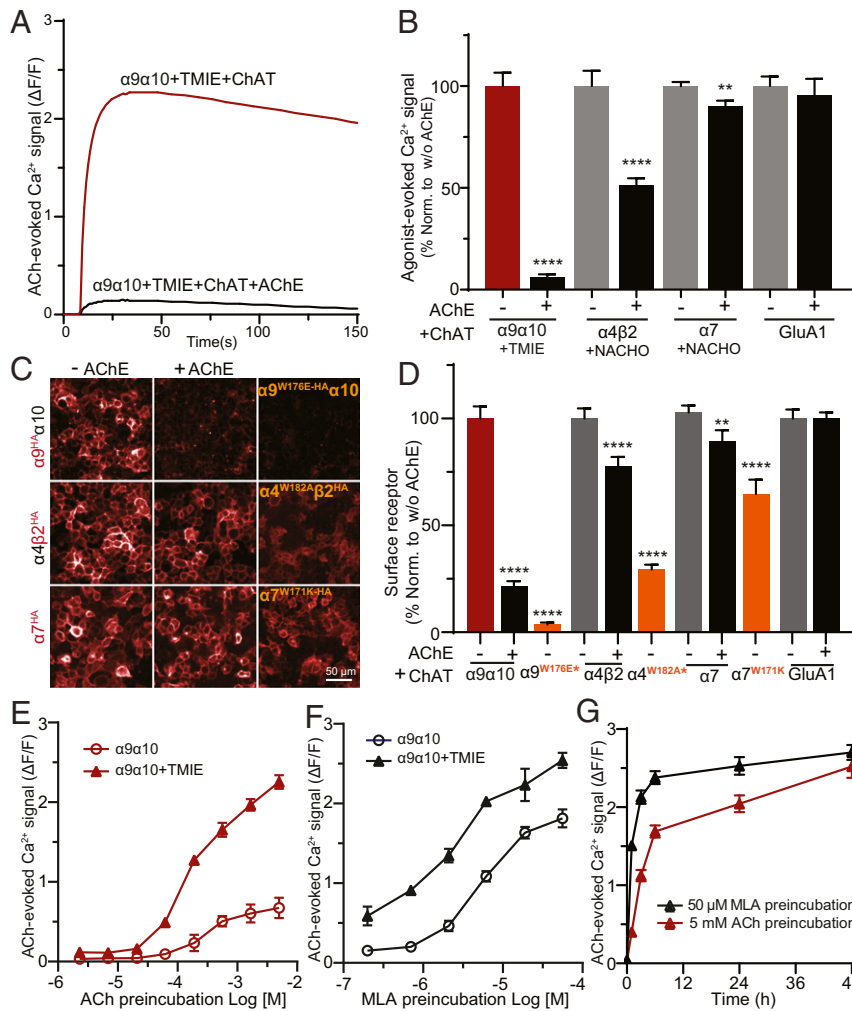 A
ACh-evoked Ca²⁺ signal (ΔF/F)
3
2
1
0
α9α10+TMIE+ChAT
α9α10+TMIE+ChAT+AChE
0 50 100 150
Time(s)
B
Agonist-evoked Ca²⁺ signal
(% Norm. to w/o AChE)
100
50
0
****
****
**
AChE - + - + - + - +
+ChAT α9α10 α4β2 α7 GluA1
+TMIE +NACHO +NACHO
C
- AChE + AChE
α9ᵂ¹⁷⁶ᴱ⁻ᴴᴬα10
α9ᴴᴬα10
α4ᵂ¹⁸²ᴬβ2ᴴᴬ
α4β2ᴴᴬ
α7ᵂ¹⁷¹ᴷ⁻ᴴᴬ
α7ᴴᴬ
50 µm
D
Surface receptor
(% Norm. to w/o AChE)
100
50
0
****
****
****
****
**
****
AChE - + - - + - - + - - +
+ ChAT α9α10 α9ᵂ¹⁷⁶ᴱ* α4β2 α4ᵂ¹⁸²ᴬ* α7 α7ᵂ¹⁷¹ᴷ GluA1
E
ACh-evoked Ca²⁺ signal (ΔF/F)
3
2
1
0
α9α10
α9α10+TMIE
-5 -4 -3 -2
ACh preincubation Log [M]
F
ACh-evoked Ca²⁺ signal (ΔF/F)
3
2
1
0
α9α10
α9α10+TMIE
-7 -6 -5 -4
MLA preincubation Log [M]
G
ACh-evoked Ca²⁺ signal (ΔF/F)
3
2
1
0
50 µM MLA preincubation
5 mM ACh preincubation
0 12 24 36
Time (h)